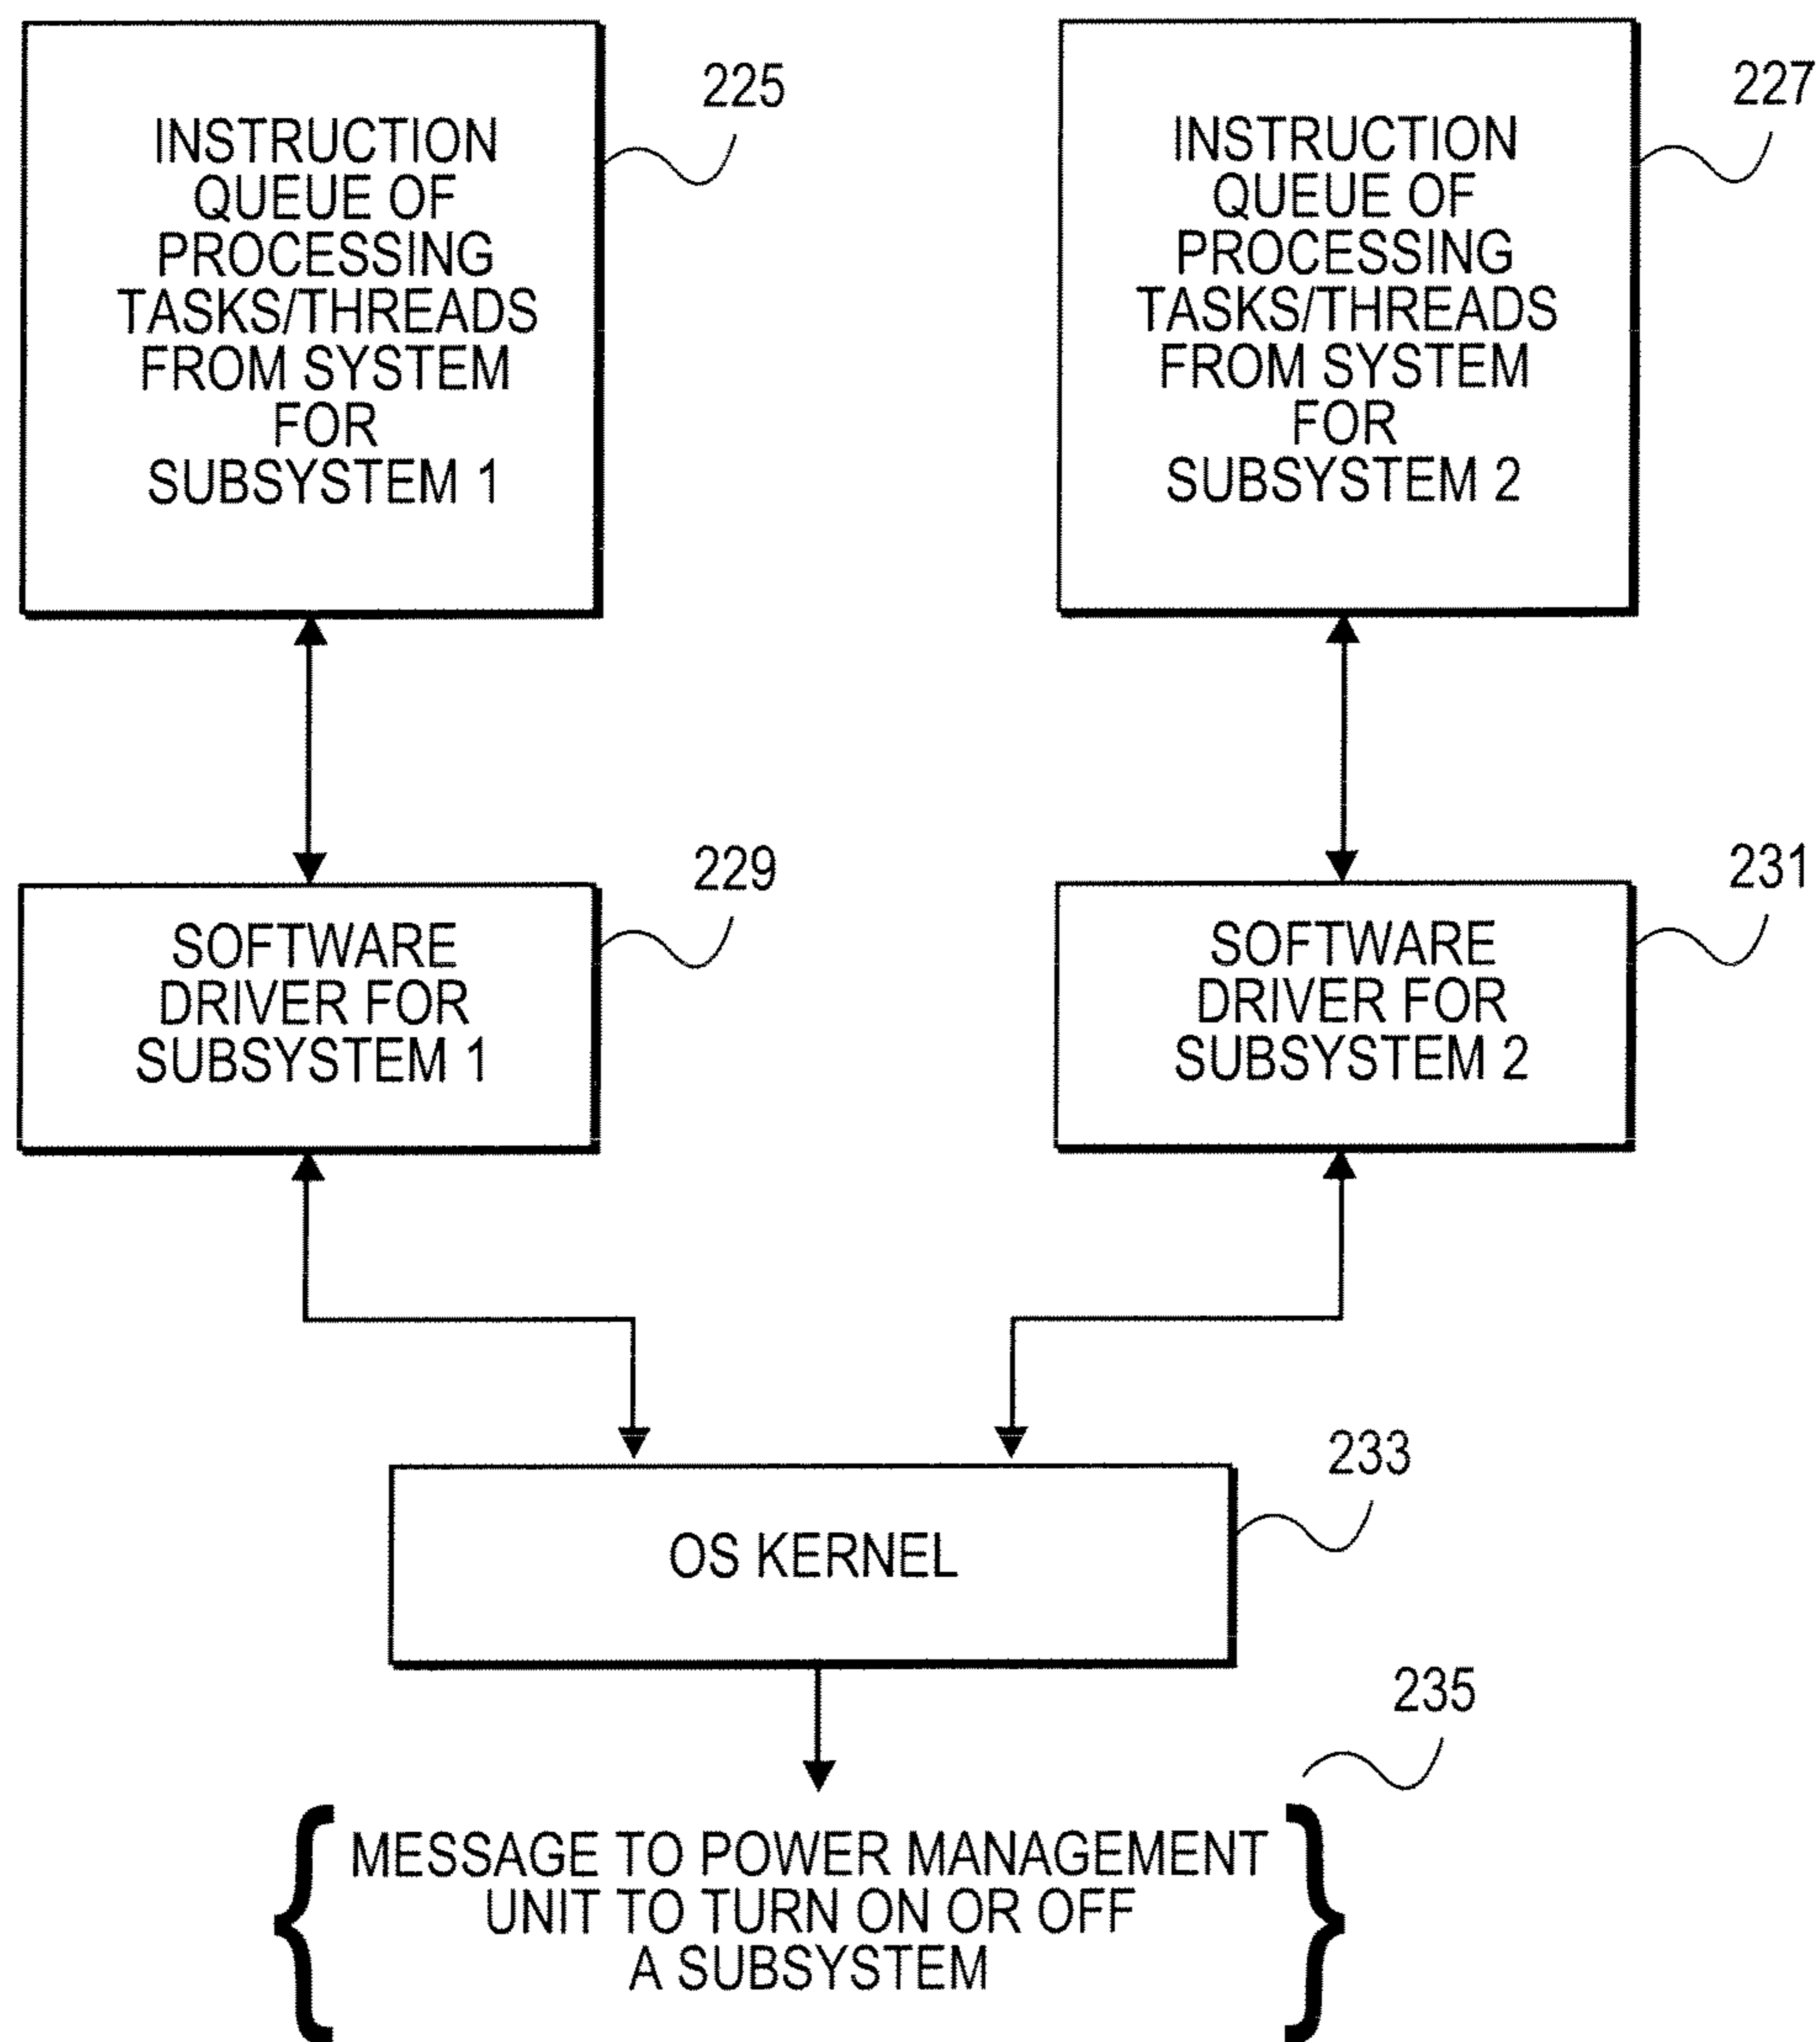 INSTRUCTION
QUEUE OF
PROCESSING
TASKS/THREADS
FROM SYSTEM
FOR
SUBSYSTEM 1
225
INSTRUCTION
QUEUE OF
PROCESSING
TASKS/THREADS
FROM SYSTEM
FOR
SUBSYSTEM 2
227
SOFTWARE
DRIVER FOR
SUBSYSTEM 1
229
SOFTWARE
DRIVER FOR
SUBSYSTEM 2
231
OS KERNEL
233
235
MESSAGE TO POWER MANAGEMENT
UNIT TO TURN ON OR OFF
A SUBSYSTEM